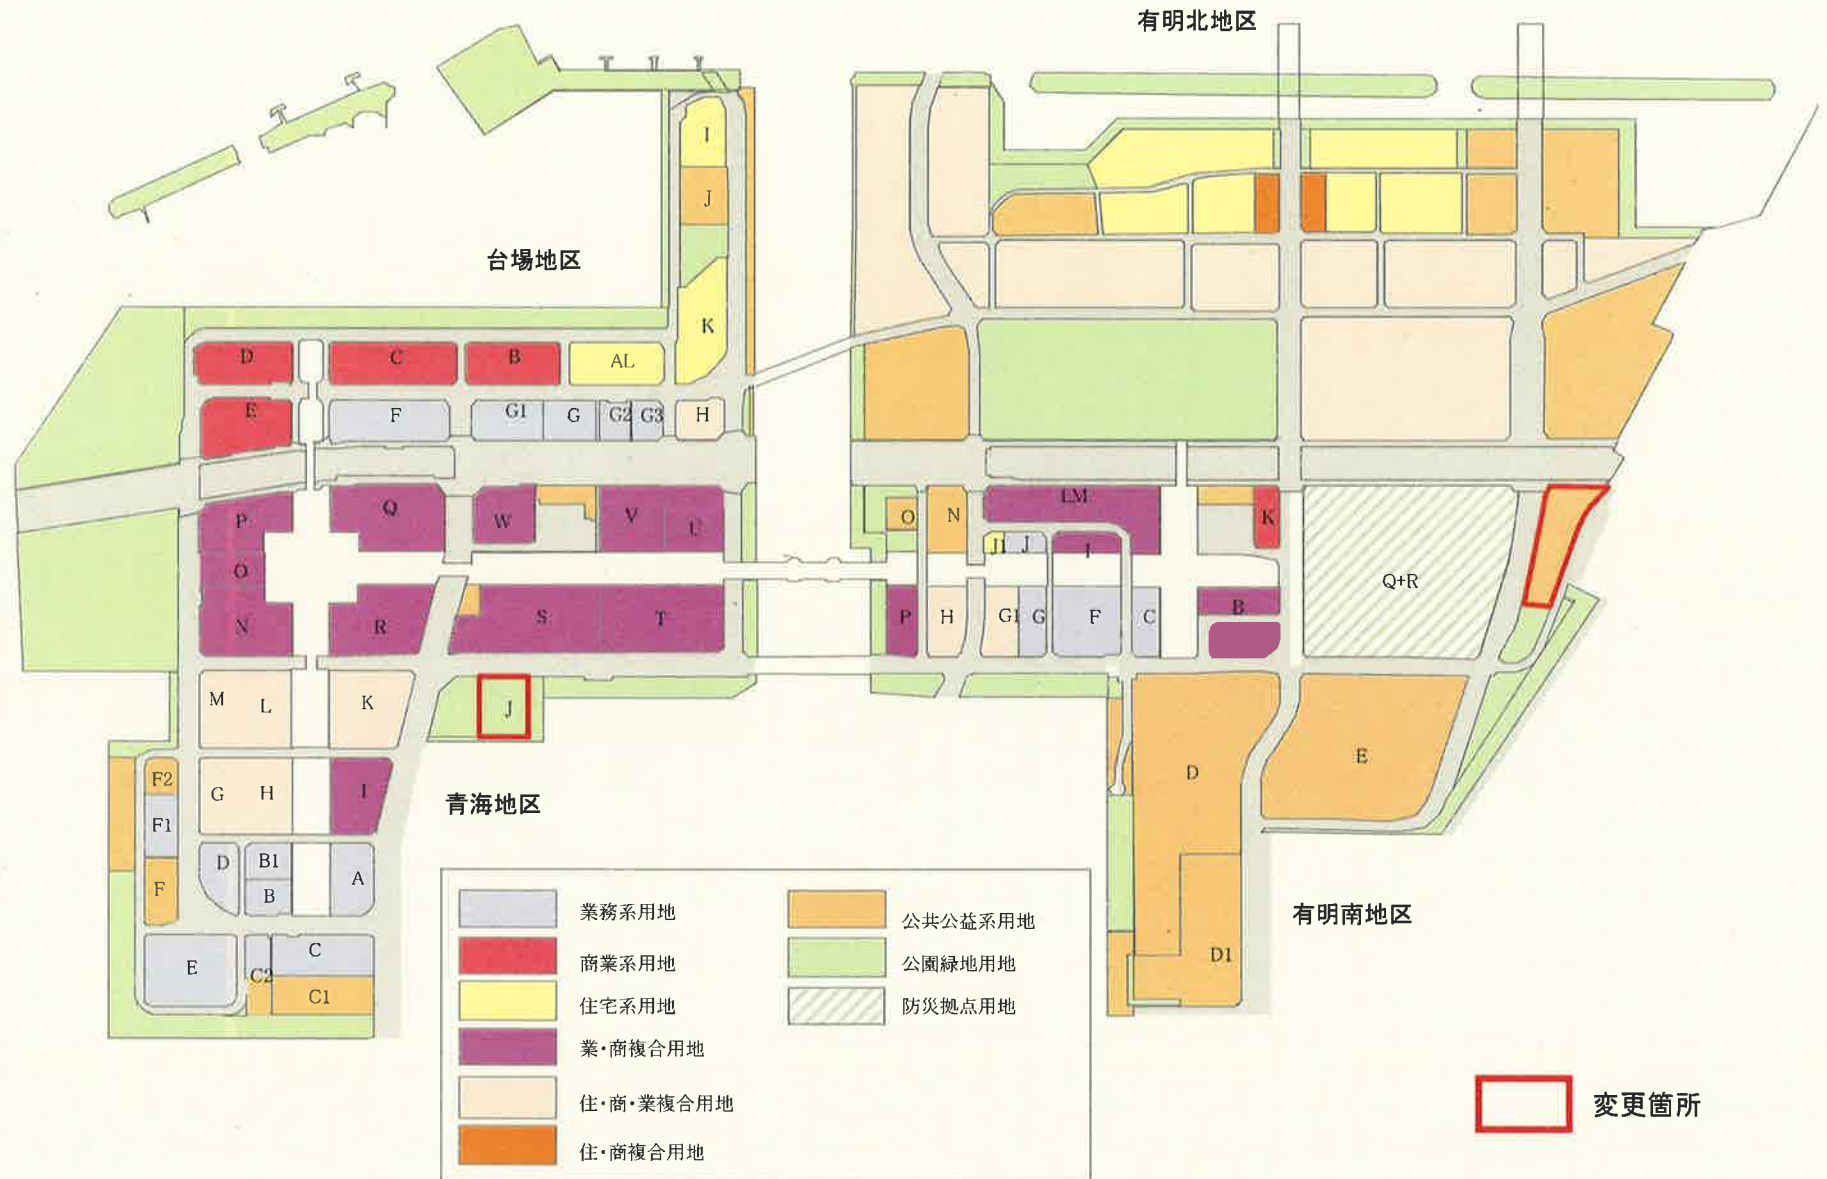 有明北地区
I
J
台場地区
K
D
C
B
AL
E
F
G1
G
G2
G3
H
P
Q
W
V
U
O
N
R
S
T
LM
K
O
N
J1
J
I
Q+R
P
H
G1
G
F
C
B
M
L
K
J
F2
G
H
I
F1
D
B1
A
F
B
E
C
C2
C1
青海地区
D
E
D1
有明南地区
業務系用地
商業系用地
住宅系用地
業・商複合用地
住・商・業複合用地
住・商複合用地
公共公益系用地
公園緑地用地
防災拠点用地
変更箇所